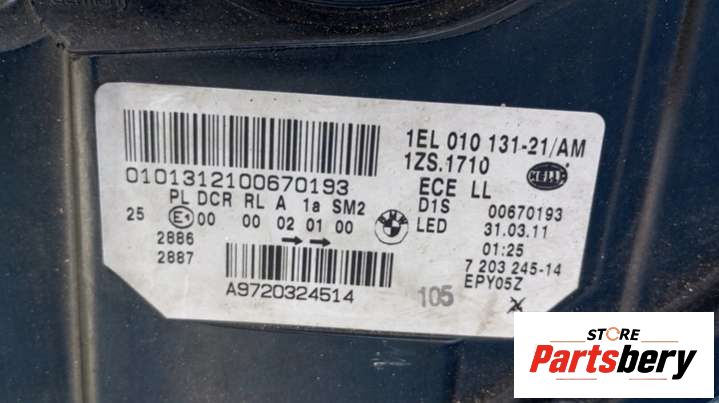 Germany
0101312100670193
PL DCR RL A 1a SM2
25 E1 00 00 02 01 00
2886
2887
A9720324514
1EL 010 131-21/AM
1ZS.1710
ECE LL
HELLA
D1S 00670193
LED 31.03.11
01:25
7 203 245-14
105 EPY05Z
STORE
Partsbery